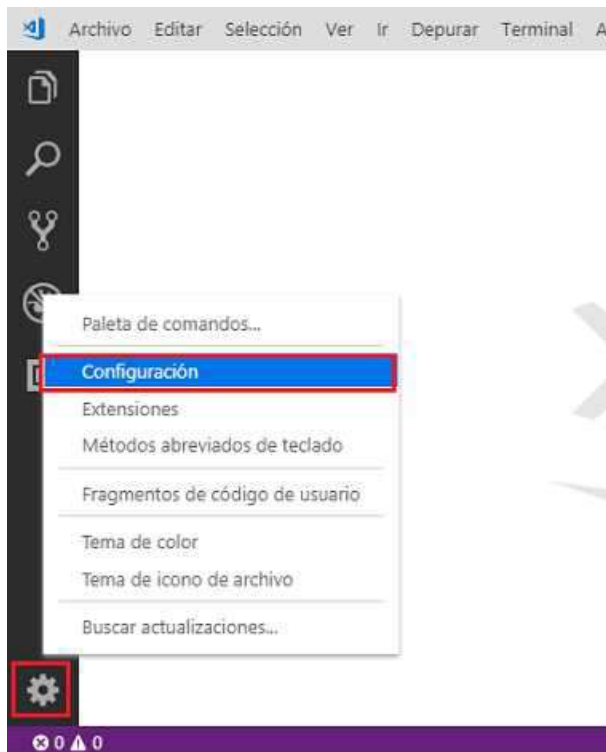 Archivo Editar Selección Ver Ir Depurar Terminal A
Paleta de comandos...
Configuración
Extensiones
Métodos abreviados de teclado
Fragmentos de código de usuario
Tema de color
Tema de icono de archivo
Buscar actualizaciones...
0 0